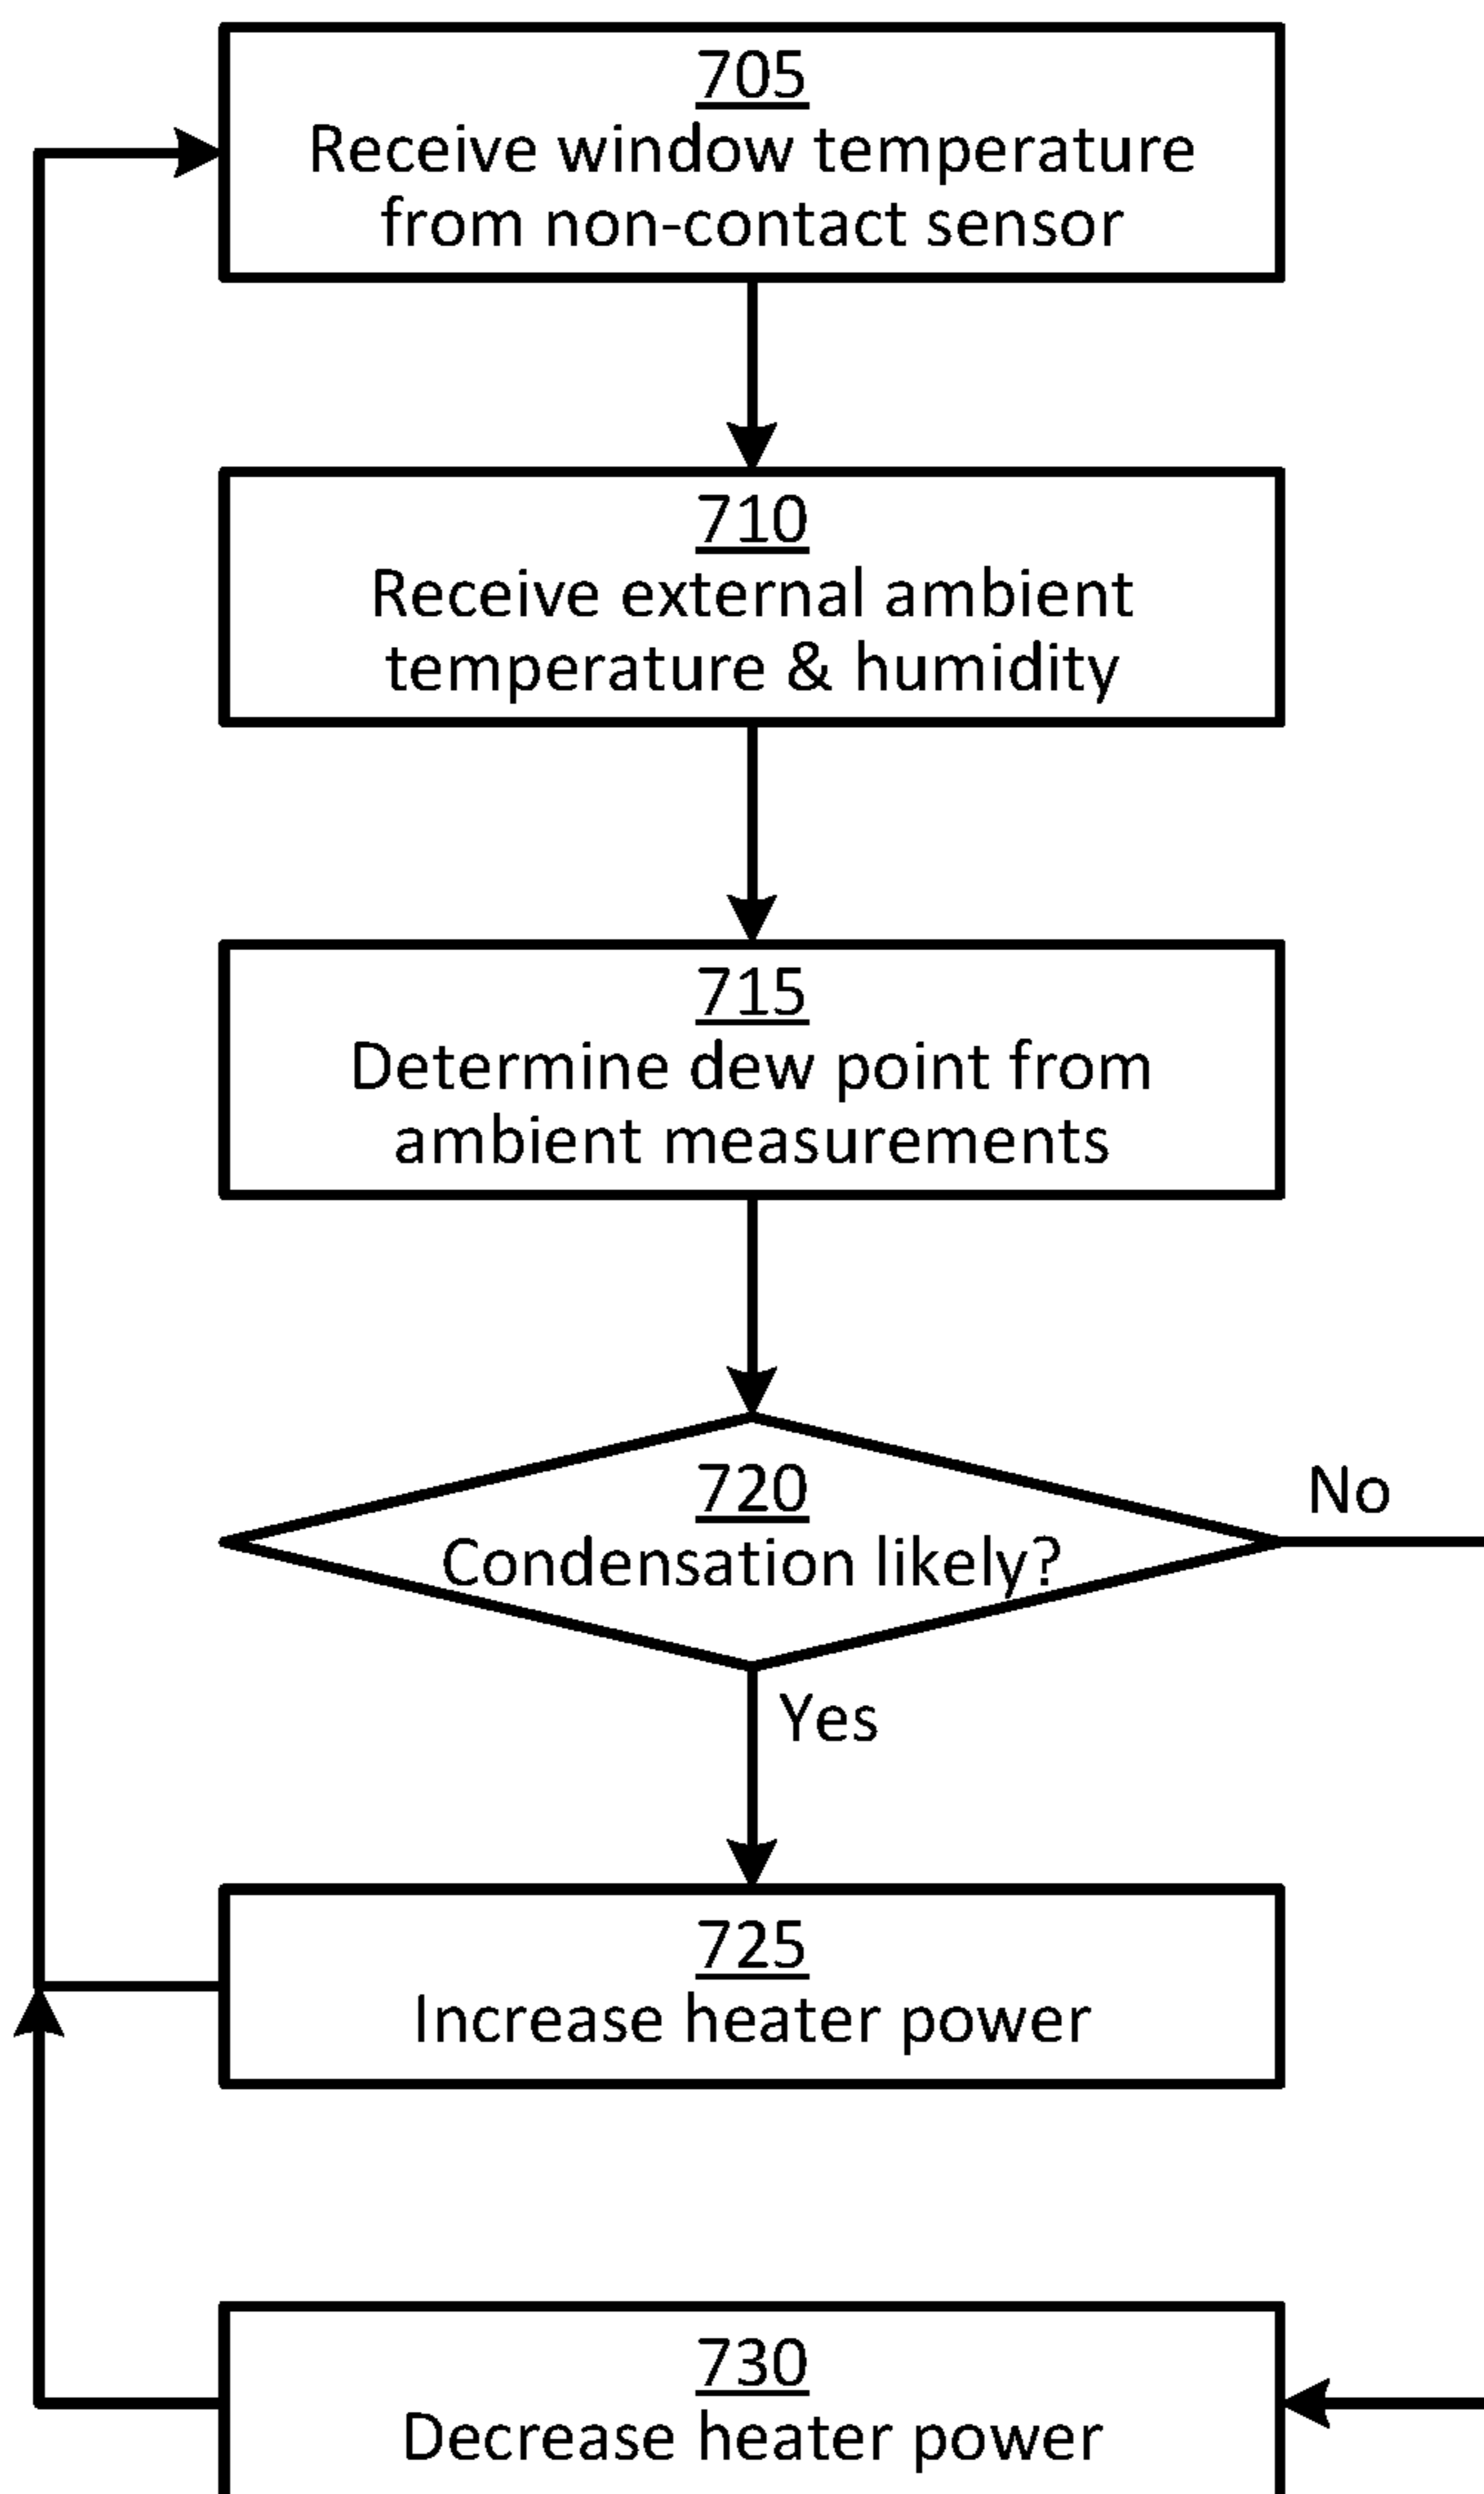 705
Receive window temperature
from non-contact sensor
710
Receive external ambient
temperature & humidity
715
Determine dew point from
ambient measurements
720
Condensation likely?
No
Yes
725
Increase heater power
730
Decrease heater power